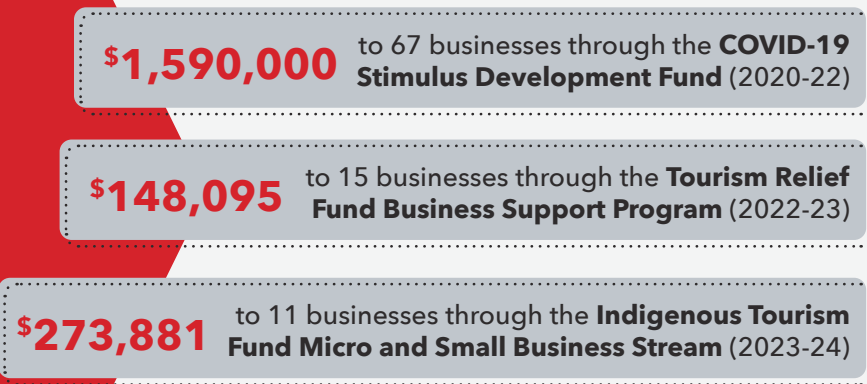 $1,590,000 to 67 businesses through the COVID-19
Stimulus Development Fund (2020-22)
$148,095 to 15 businesses through the Tourism Relief
Fund Business Support Program (2022-23)
$273,881 to 11 businesses through the Indigenous Tourism
Fund Micro and Small Business Stream (2023-24)